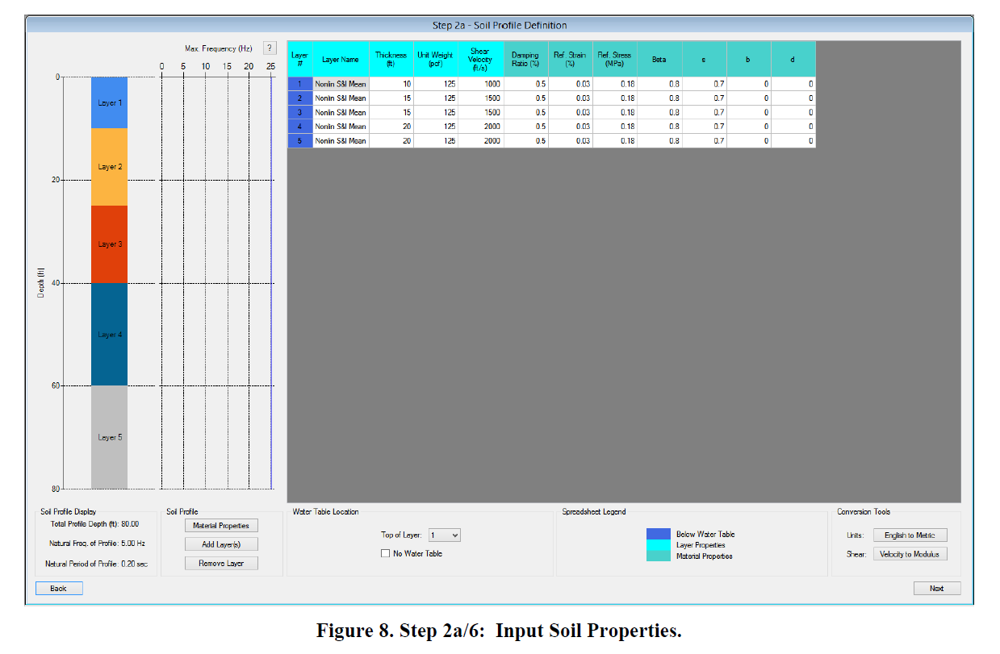 Step 2a - Soil Profile Definition
Max. Frequency (Hz) ?
0 5 10 15 20 25
0
20
40
60
80
Depth (ft)
Layer 1
Layer 2
Layer 3
Layer 4
Layer 5
Layer # Layer Name Thickness (ft) Unit Weight (pcf) Shear Velocity (ft/s) Damping Ratio (%) Ref. Strain (%) Ref. Stress (MPa) Beta s b d
1 Nonlin S&I Mean 10 125 1000 0.5 0.03 0.18 0.8 0.7 0 0
2 Nonlin S&I Mean 15 125 1500 0.5 0.03 0.18 0.8 0.7 0 0
3 Nonlin S&I Mean 15 125 1500 0.5 0.03 0.18 0.8 0.7 0 0
4 Nonlin S&I Mean 20 125 2000 0.5 0.03 0.18 0.8 0.7 0 0
5 Nonlin S&I Mean 20 125 2000 0.5 0.03 0.18 0.8 0.7 0 0
Soil Profile Display
Total Profile Depth (ft): 80.00
Natural Freq. of Profile: 5.00 Hz
Natural Period of Profile: 0.20 sec
Soil Profile
Material Properties
Add Layer(s)
Remove Layer
Water Table Location
Top of Layer: 1
No Water Table
Spreadsheet Legend
Below Water Table
Layer Properties
Material Properties
Conversion Tools
Units: English to Metric
Shear: Velocity to Modulus
Back
Next
Figure 8. Step 2a/6: Input Soil Properties.